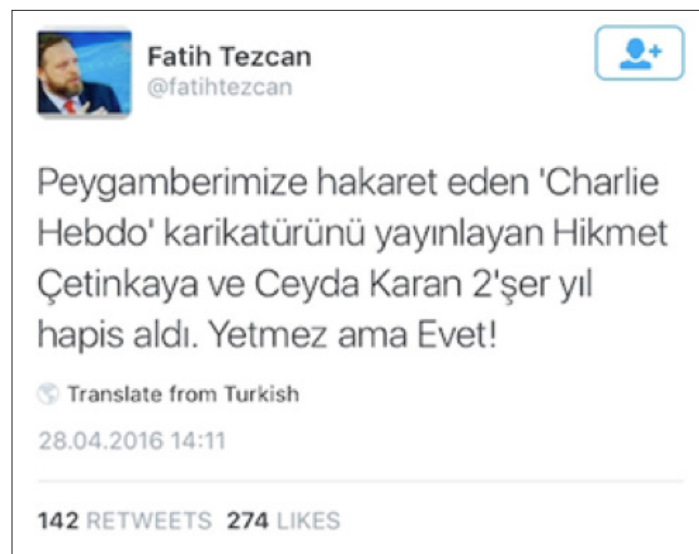 Fatih Tezcan
@fatihtezcan
Peygamberimize hakaret eden 'Charlie
Hebdo' karikatürünü yayınlayan Hikmet
Çetinkaya ve Ceyda Karan 2'şer yıl
hapis aldı. Yetmez ama Evet!
Translate from Turkish
28.04.2016 14:11
142 RETWEETS 274 LIKES